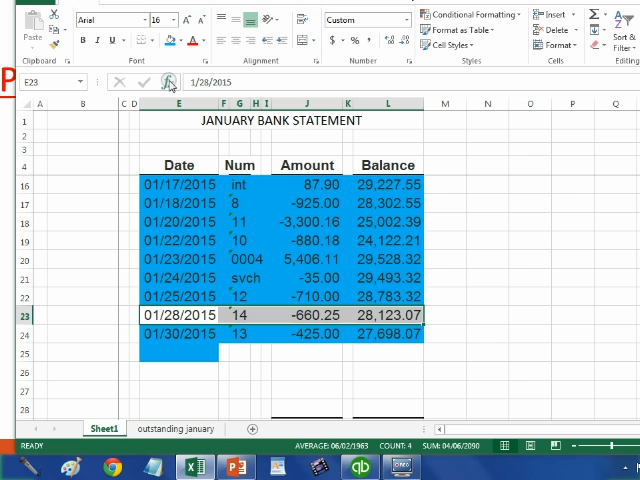 Arial 16 A A Custom Conditional Formatting Insert Σ
Paste B I U A $ % , Format as Table Delete Sort &
Cell Styles Format Filter
Clipboard Font Alignment Number Styles Cells Editing
P
E23 fx 1/28/2015
A B C D E F G H I J K L M N O P Q
1 JANUARY BANK STATEMENT
2
3
4 Date Num Amount Balance
16 01/17/2015 int 87.90 29,227.55
17 01/18/2015 8 -925.00 28,302.55
18 01/20/2015 11 -3,300.16 25,002.39
19 01/22/2015 10 -880.18 24,122.21
20 01/23/2015 0004 5,406.11 29,528.32
21 01/24/2015 svch -35.00 29,493.32
22 01/25/2015 12 -710.00 28,783.32
23 01/28/2015 14 -660.25 28,123.07
24 01/30/2015 13 -425.00 27,698.07
25
26
27
28
Sheet1 outstanding january
READY AVERAGE: 06/02/1963 COUNT: 4 SUM: 04/06/2090
qb